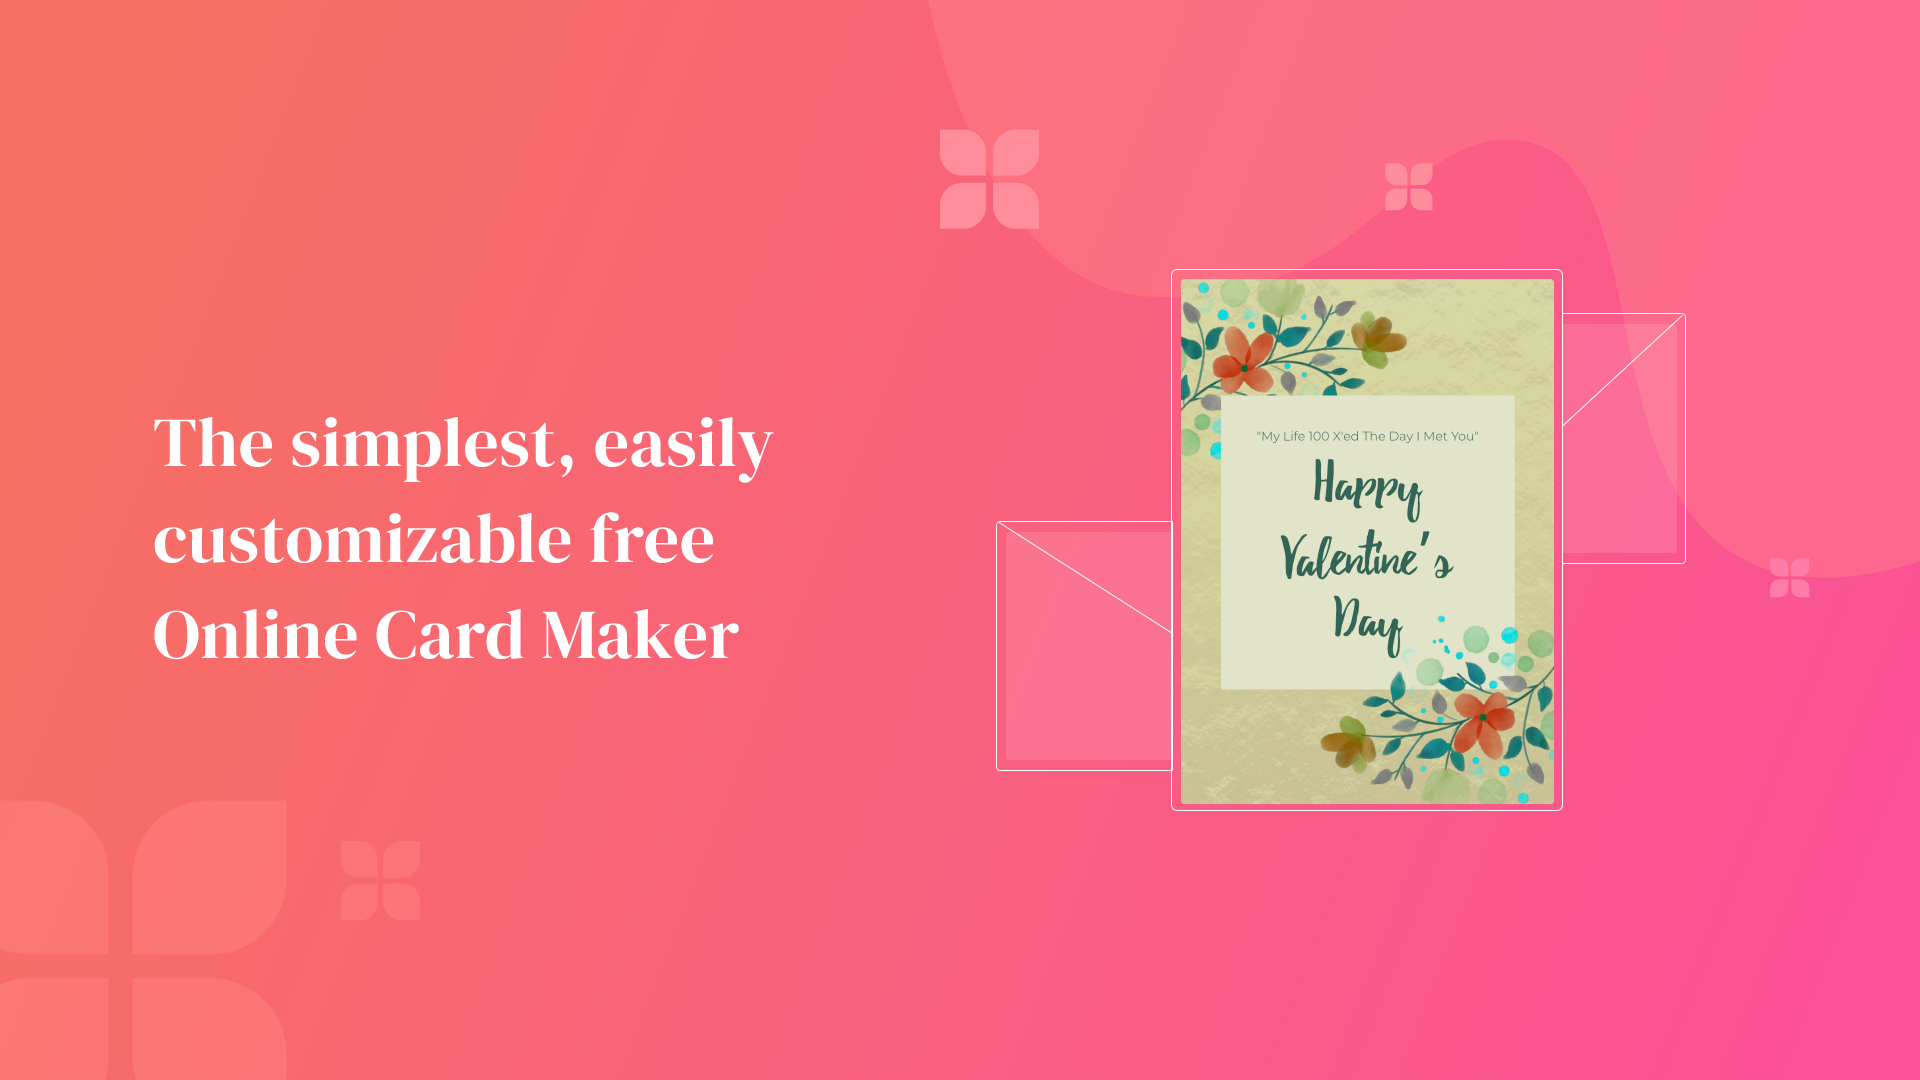 The simplest, easily
customizable free
Online Card Maker
"My Life 100 X'ed The Day I Met You"
Happy
Valentine's
Day